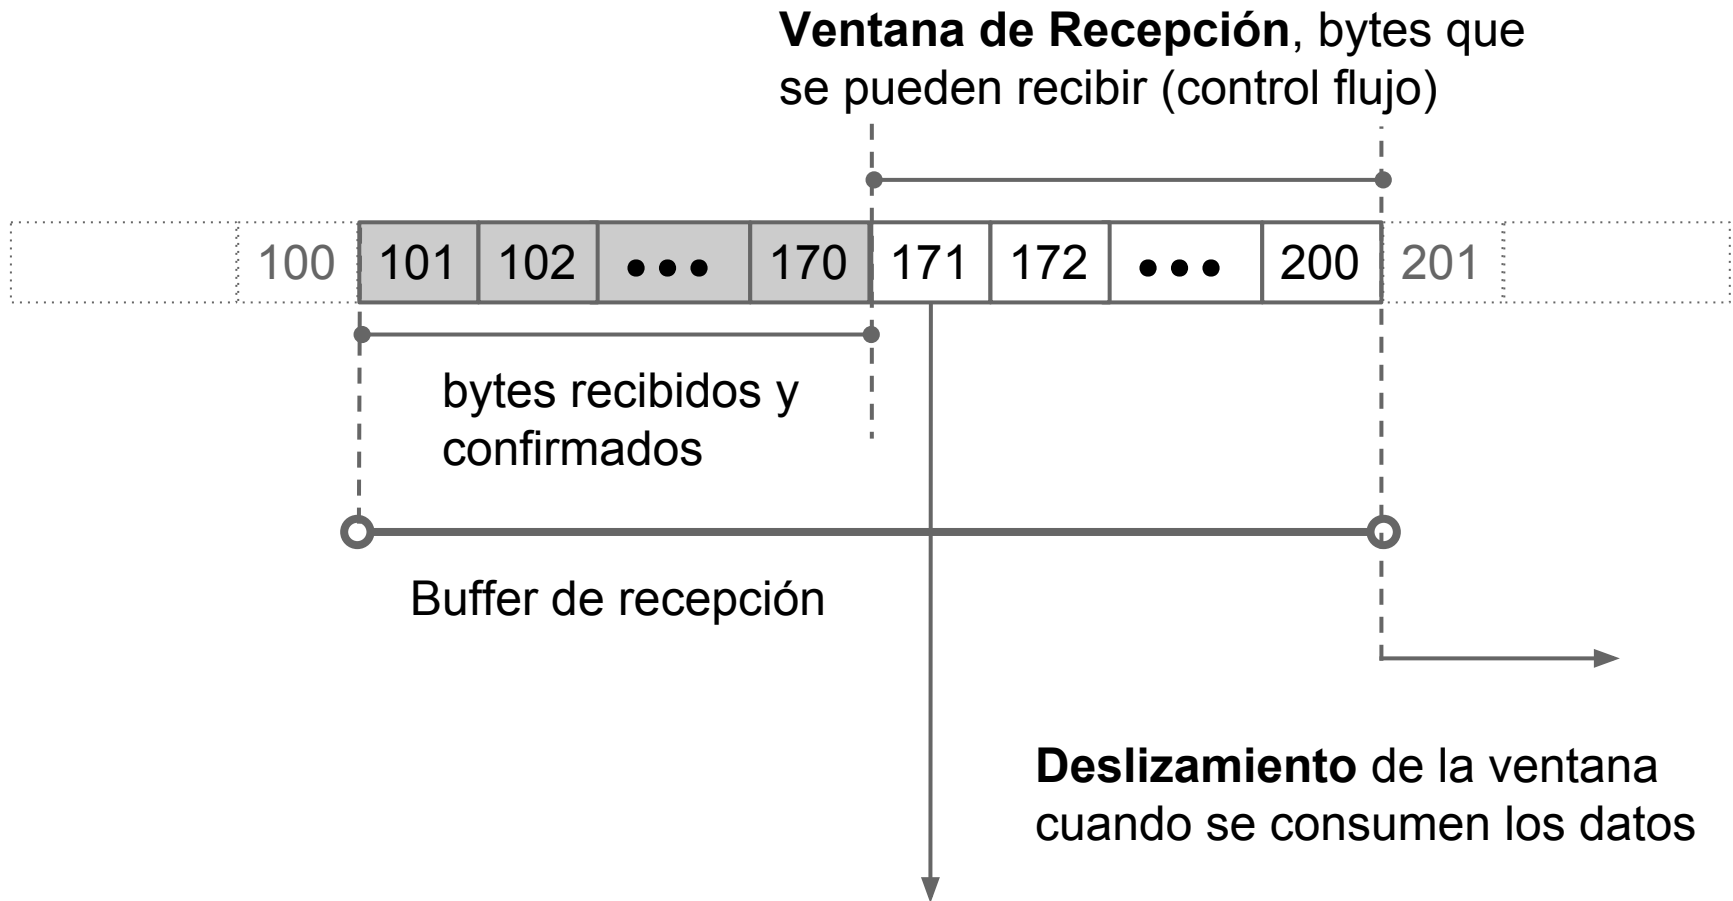 Ventana de Recepción, bytes que
se pueden recibir (control flujo)
100 101 102 ••• 170 171 172 ••• 200 201
bytes recibidos y
confirmados
Buffer de recepción
Deslizamiento de la ventana
cuando se consumen los datos